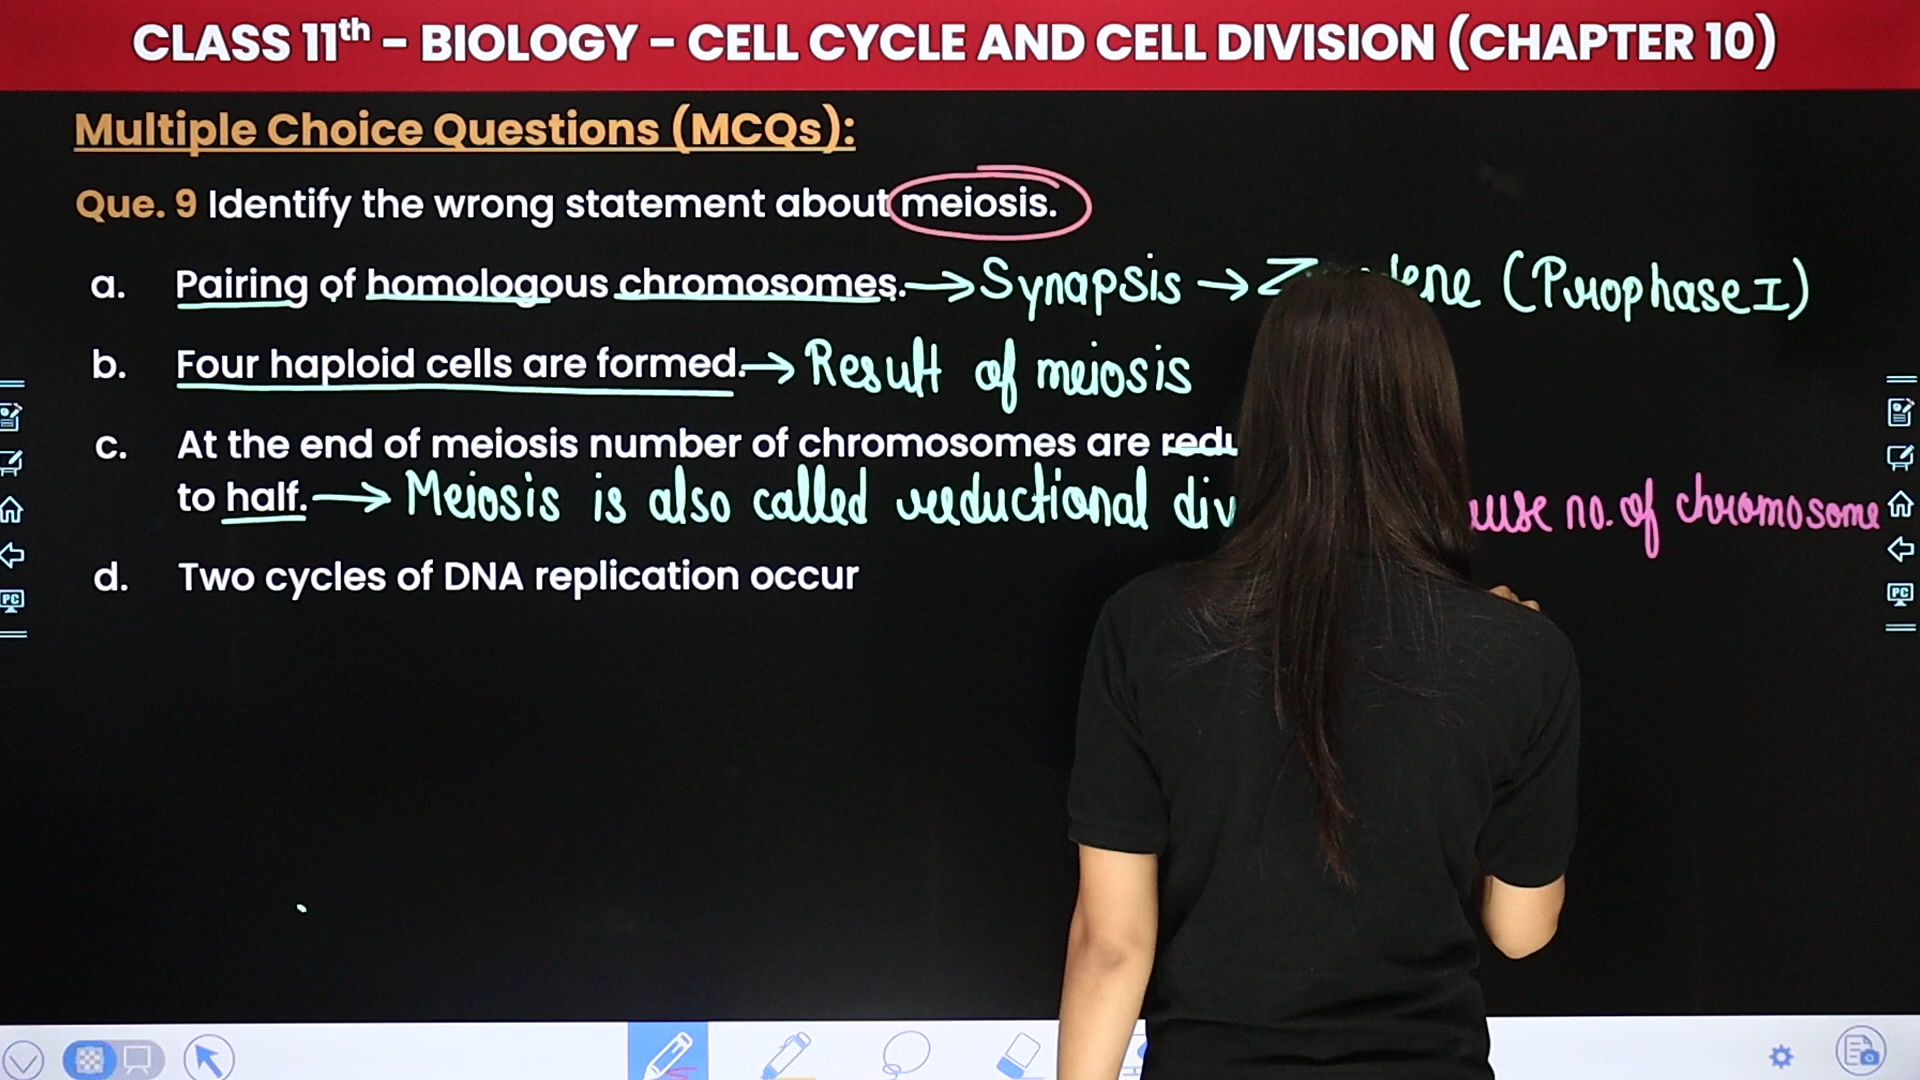 CLASS 11th - BIOLOGY - CELL CYCLE AND CELL DIVISION (CHAPTER 10)
Multiple Choice Questions (MCQs):
Que. 9 Identify the wrong statement about meiosis.
a. Pairing of homologous chromosomes. → Synapsis → (Prophase I)
b. Four haploid cells are formed. → Result of meiosis
c. At the end of meiosis number of chromosomes are
to half. → Meiosis is also called reductional no. of chromosome
d. Two cycles of DNA replication occur
PC PC